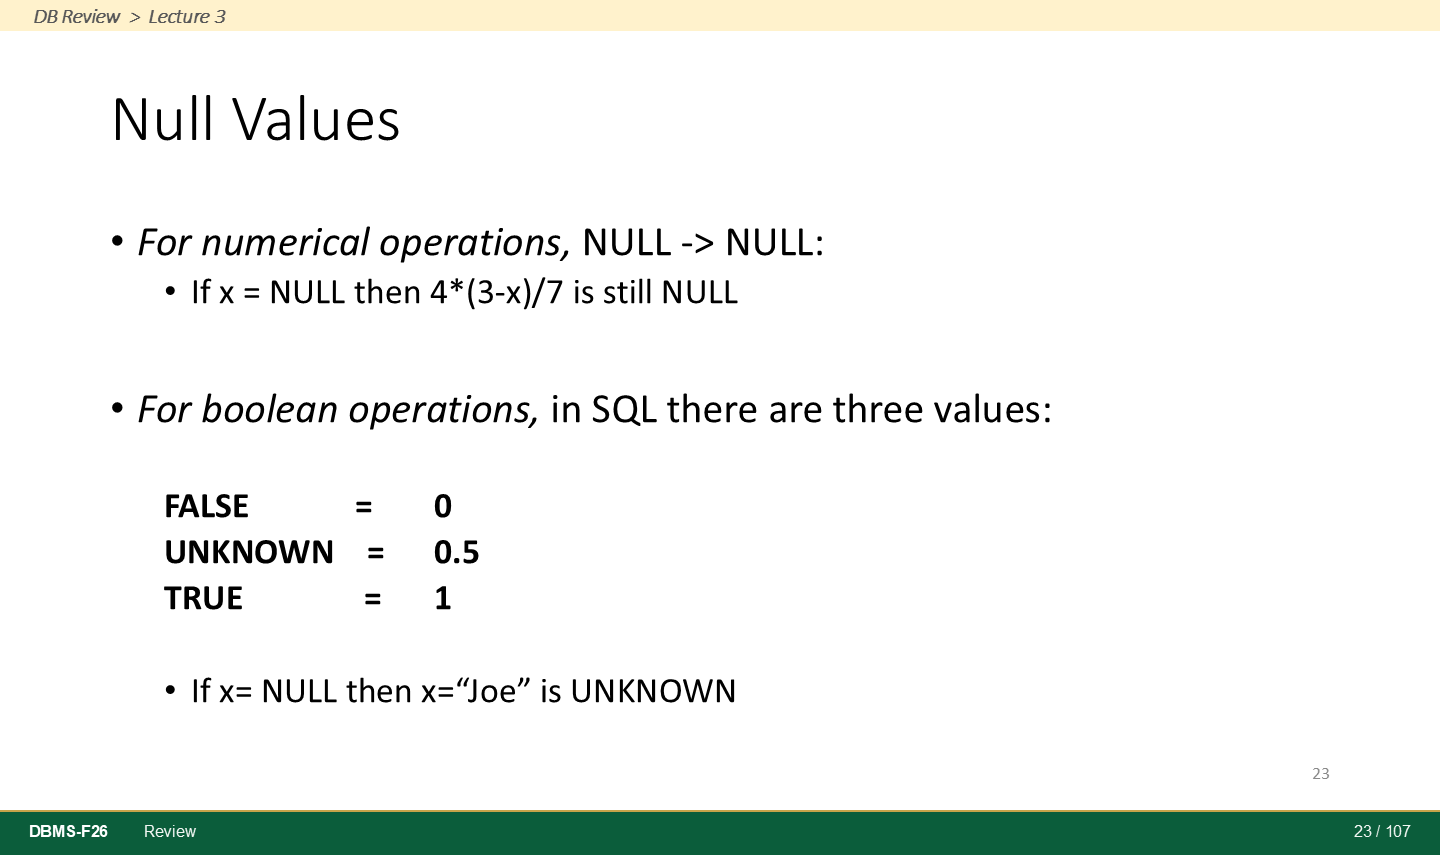 DB Review > Lecture 3
Null Values
• For numerical operations, NULL -> NULL:
• If x = NULL then 4*(3-x)/7 is still NULL
• For boolean operations, in SQL there are three values:
FALSE = 0
UNKNOWN = 0.5
TRUE = 1
• If x= NULL then x=“Joe” is UNKNOWN
23
DBMS-F26 Review 23 / 107